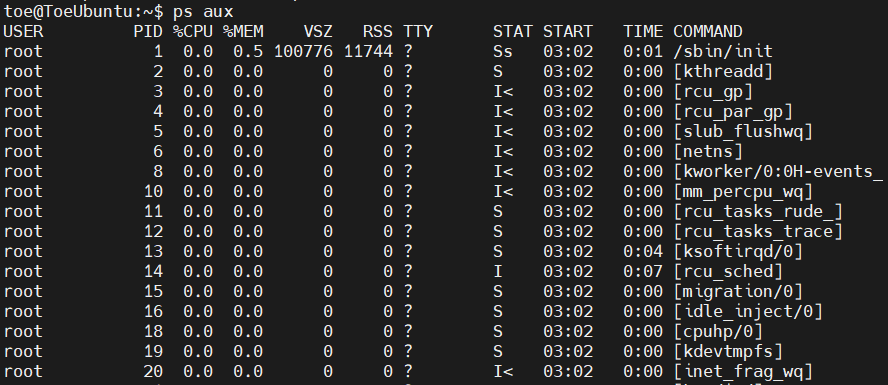 toe@ToeUbuntu:~$ ps aux
USER PID %CPU %MEM VSZ RSS TTY STAT START TIME COMMAND
root 1 0.0 0.5 100776 11744 ? Ss 03:02 0:01 /sbin/init
root 2 0.0 0.0 0 0 ? S 03:02 0:00 [kthreadd]
root 3 0.0 0.0 0 0 ? I< 03:02 0:00 [rcu_gp]
root 4 0.0 0.0 0 0 ? I< 03:02 0:00 [rcu_par_gp]
root 5 0.0 0.0 0 0 ? I< 03:02 0:00 [slub_flushwq]
root 6 0.0 0.0 0 0 ? I< 03:02 0:00 [netns]
root 8 0.0 0.0 0 0 ? I< 03:02 0:00 [kworker/0:0H-events_
root 10 0.0 0.0 0 0 ? I< 03:02 0:00 [mm_percpu_wq]
root 11 0.0 0.0 0 0 ? S 03:02 0:00 [rcu_tasks_rude_]
root 12 0.0 0.0 0 0 ? S 03:02 0:00 [rcu_tasks_trace]
root 13 0.0 0.0 0 0 ? S 03:02 0:04 [ksoftirqd/0]
root 14 0.0 0.0 0 0 ? I 03:02 0:07 [rcu_sched]
root 15 0.0 0.0 0 0 ? S 03:02 0:00 [migration/0]
root 16 0.0 0.0 0 0 ? S 03:02 0:00 [idle_inject/0]
root 18 0.0 0.0 0 0 ? S 03:02 0:00 [cpuhp/0]
root 19 0.0 0.0 0 0 ? S 03:02 0:00 [kdevtmpfs]
root 20 0.0 0.0 0 0 ? I< 03:02 0:00 [inet_frag_wq]